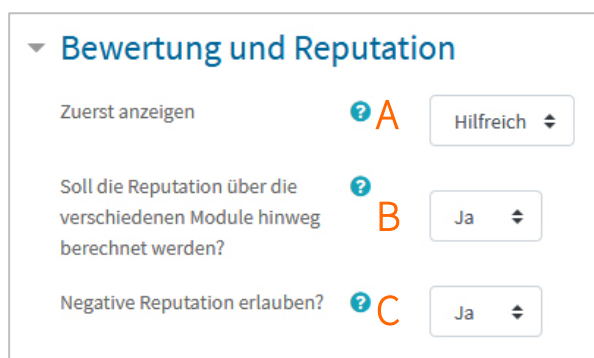 Bewertung und Reputation
Zuerst anzeigen ? A Hilfreich
Soll die Reputation über die ?
verschiedenen Module hinweg B Ja
berechnet werden?
Negative Reputation erlauben? ? C Ja